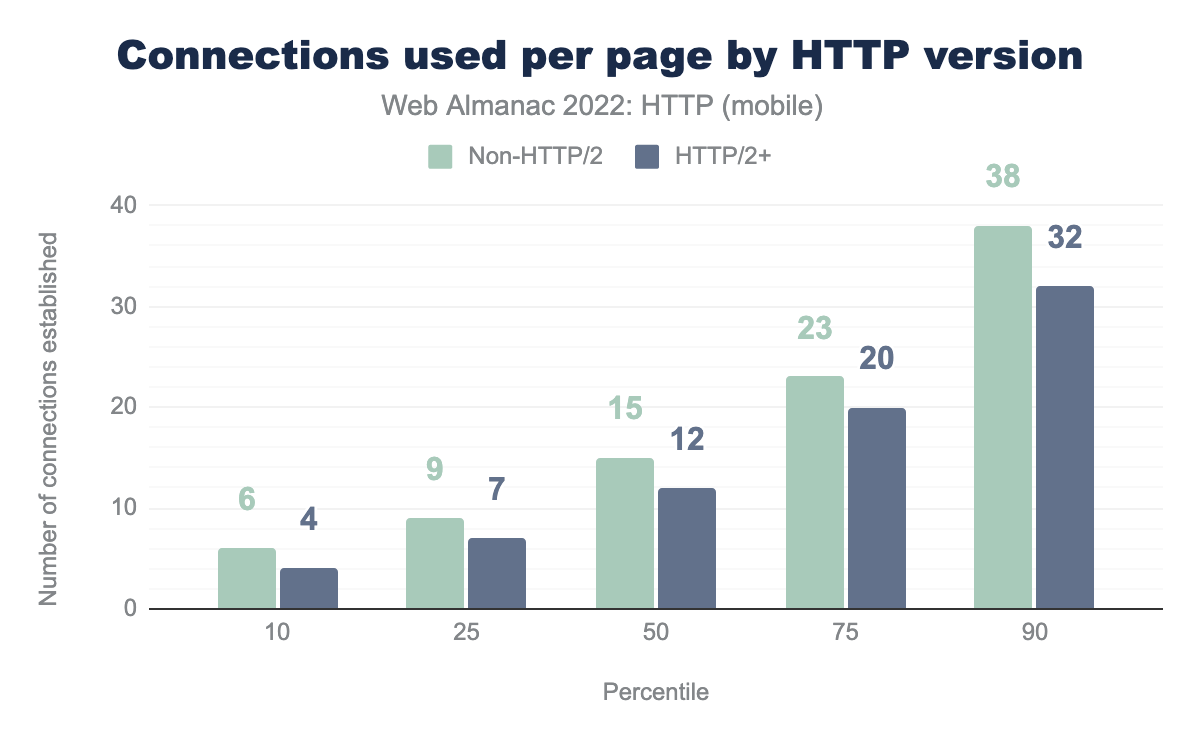 Connections used per page by HTTP version
Web Almanac 2022: HTTP (mobile)
Non-HTTP/2 HTTP/2+
Number of connections established
40
30
20
10
0
6 4
9 7
15 12
23 20
38 32
10 25 50 75 90
Percentile